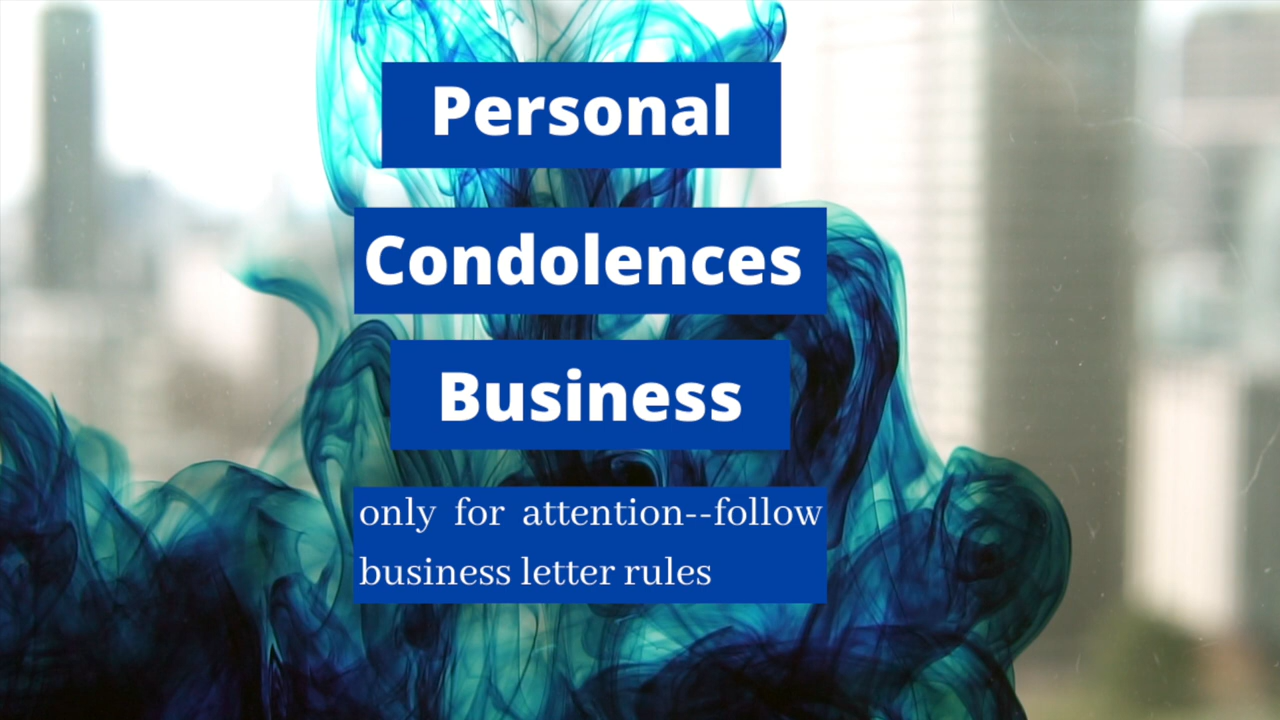 Personal
Condolences
Business
only for attention--follow
business letter rules